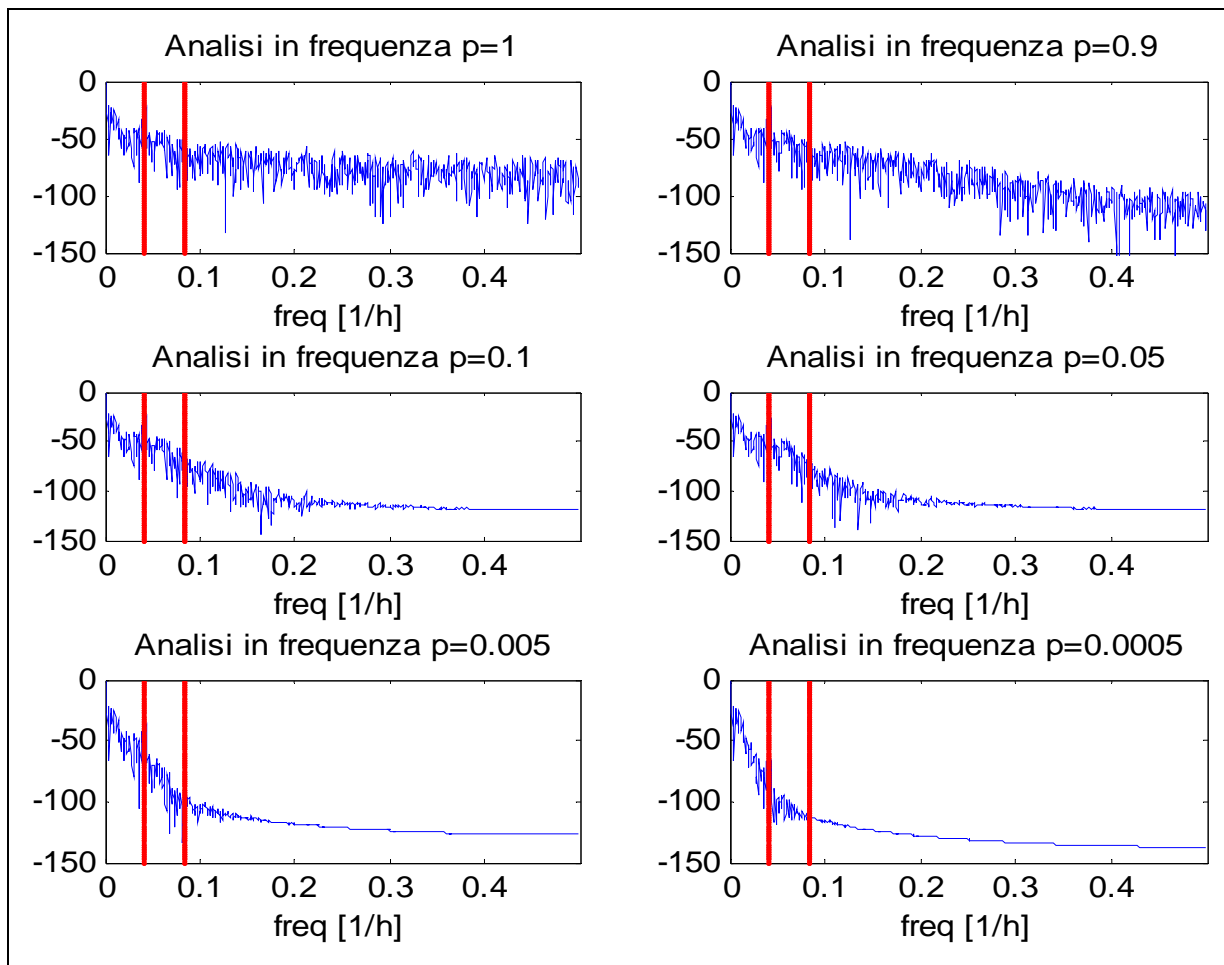 Analisi in frequenza p=1
0
-50
-100
-150
0 0.1 0.2 0.3 0.4
freq [1/h]
Analisi in frequenza p=0.9
0
-50
-100
-150
0 0.1 0.2 0.3 0.4
freq [1/h]
Analisi in frequenza p=0.1
0
-50
-100
-150
0 0.1 0.2 0.3 0.4
freq [1/h]
Analisi in frequenza p=0.05
0
-50
-100
-150
0 0.1 0.2 0.3 0.4
freq [1/h]
Analisi in frequenza p=0.005
0
-50
-100
-150
0 0.1 0.2 0.3 0.4
freq [1/h]
Analisi in frequenza p=0.0005
0
-50
-100
-150
0 0.1 0.2 0.3 0.4
freq [1/h]